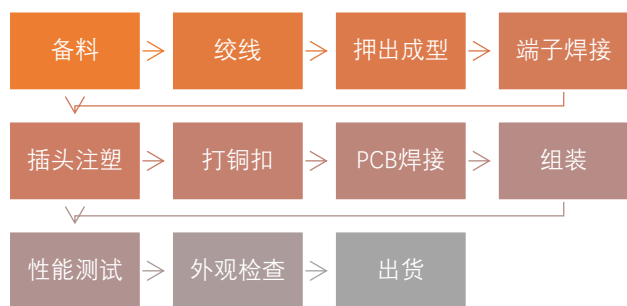 备料
绞线
押出成型
端子焊接
插头注塑
打铜扣
PCB焊接
组装
性能测试
外观检查
出货